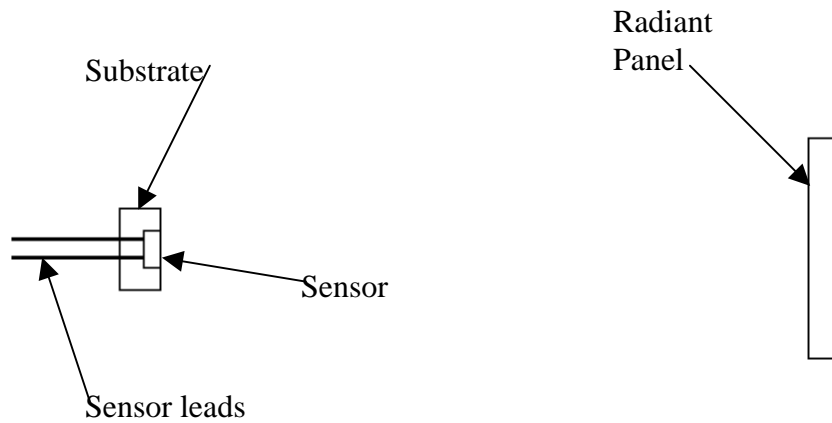 Radiant
Panel
Substrate
Sensor
Sensor leads